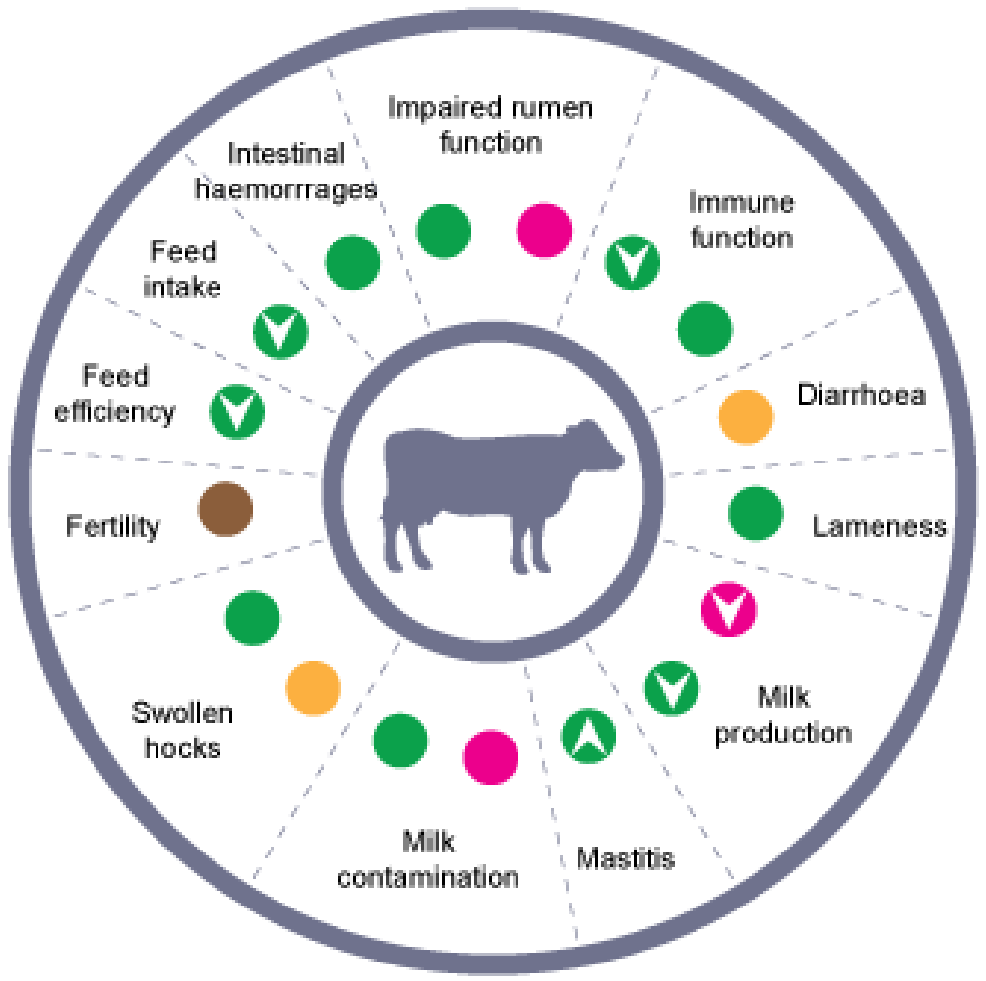 Impaired rumen
function
Immune
function
Diarrhoea
Lameness
Milk
production
Mastitis
Milk
contamination
Swollen
hocks
Fertility
Feed
efficiency
Feed
intake
Intestinal
haemorrrages